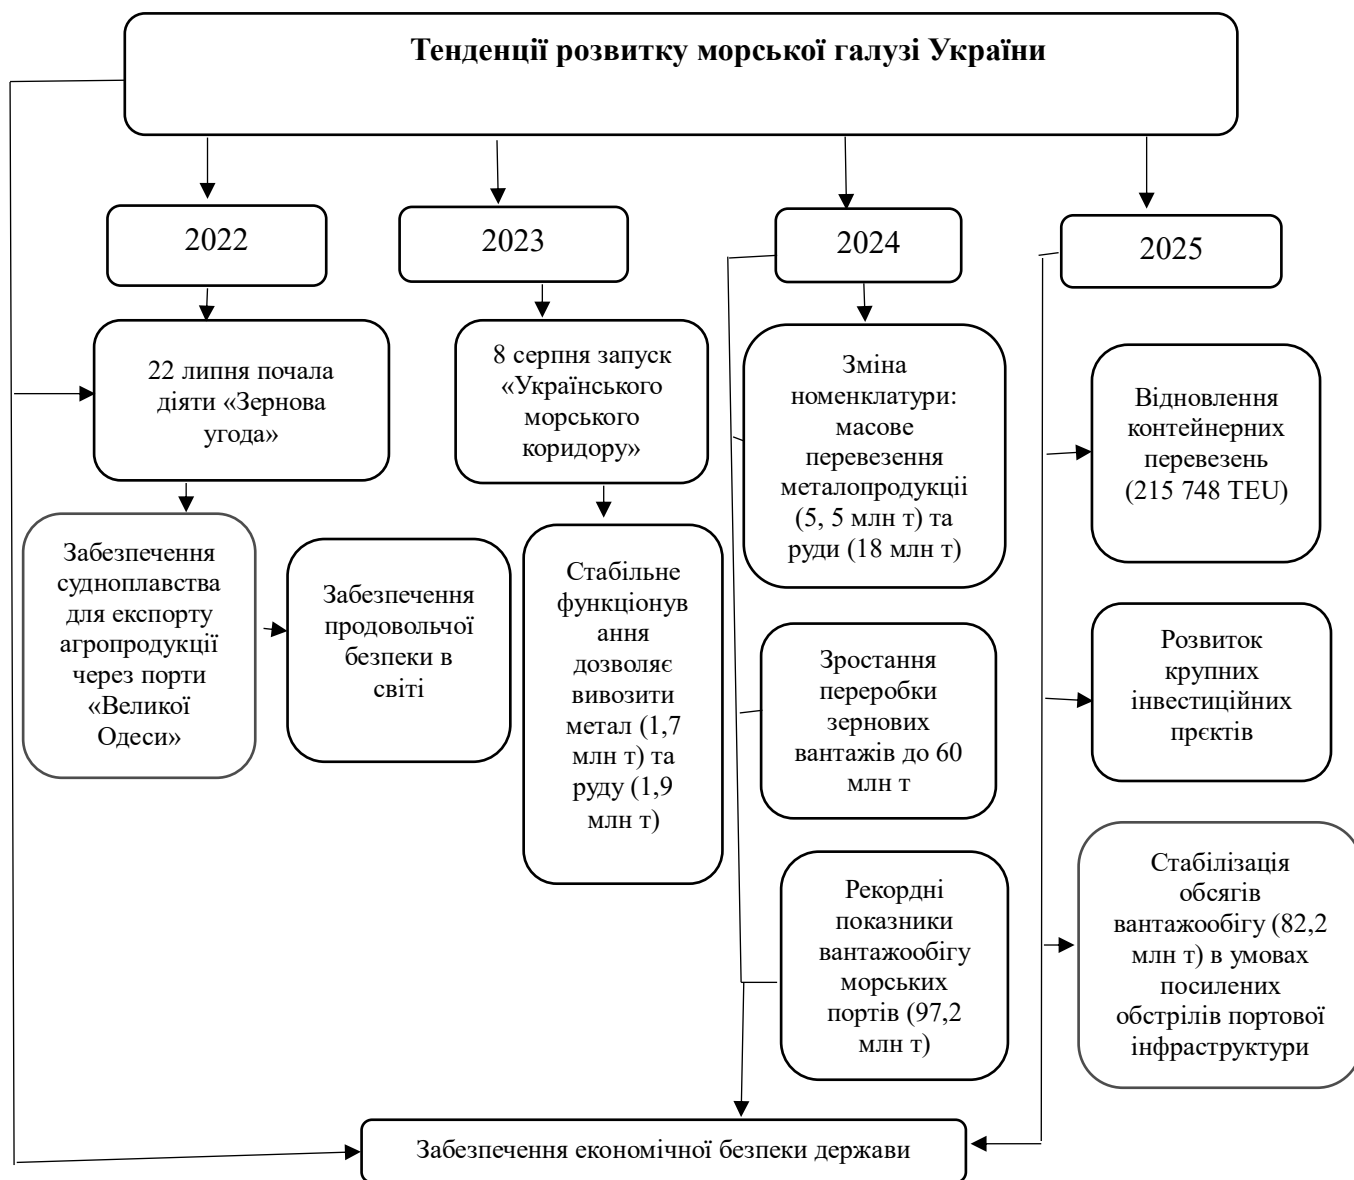 Тенденції розвитку морської галузі України
2022
22 липня почала
діяти «Зернова
угода»
Забезпечення
судноплавства
для експорту
агропродукції
через порти
«Великої
Одеси»
Забезпечення
продовольчої
безпеки в
світі
2023
8 серпня запуск
«Українського
морського
коридору»
Стабільне
функціонув
ання
дозволяє
вивозити
метал (1,7
млн т) та
руду (1,9
млн т)
2024
Зміна
номенклатури:
масове
перевезення
металопродукції
(5, 5 млн т) та
руди (18 млн т)
Зростання
переробки
зернових
вантажів до 60
млн т
Рекордні
показники
вантажообігу
морських
портів (97,2
млн т)
2025
Відновлення
контейнерних
перевезень
(215 748 TEU)
Розвиток
крупних
інвестиційних
прєктів
Стабілізація
обсягів
вантажообігу (82,2
млн т) в умовах
посилених
обстрілів портової
інфраструктури
Забезпечення економічної безпеки держави